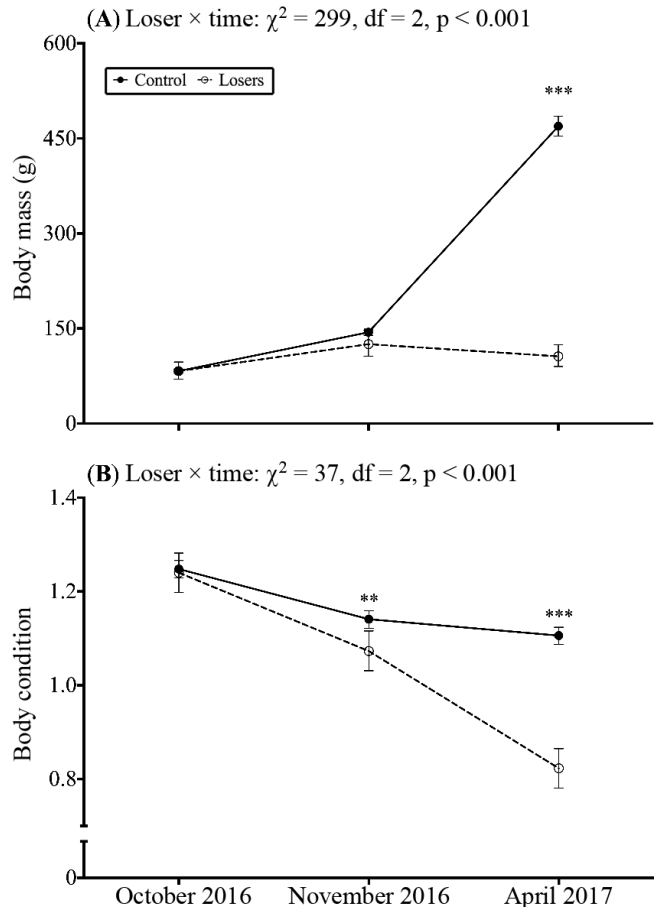 (A) Loser × time: χ² = 299, df = 2, p < 0.001
600
Control Losers
***
450
Body mass (g)
300
150
0
(B) Loser × time: χ² = 37, df = 2, p < 0.001
1.4
1.2
**
***
Body condition
1.0
0.8
0
October 2016 November 2016 April 2017